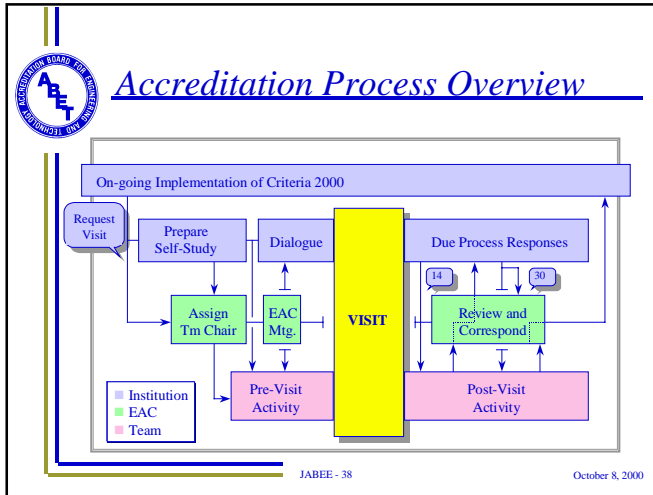 ACCREDITATION BOARD FOR ENGINEERING AND TECHNOLOGY
ABET
Accreditation Process Overview
On-going Implementation of Criteria 2000
Request
Visit
Prepare
Self-Study
Dialogue
Due Process Responses
14
30
Assign
Tm Chair
EAC
Mtg.
VISIT
Review and
Correspond
Pre-Visit
Activity
Post-Visit
Activity
Institution
EAC
Team
JABEE - 38
October 8, 2000